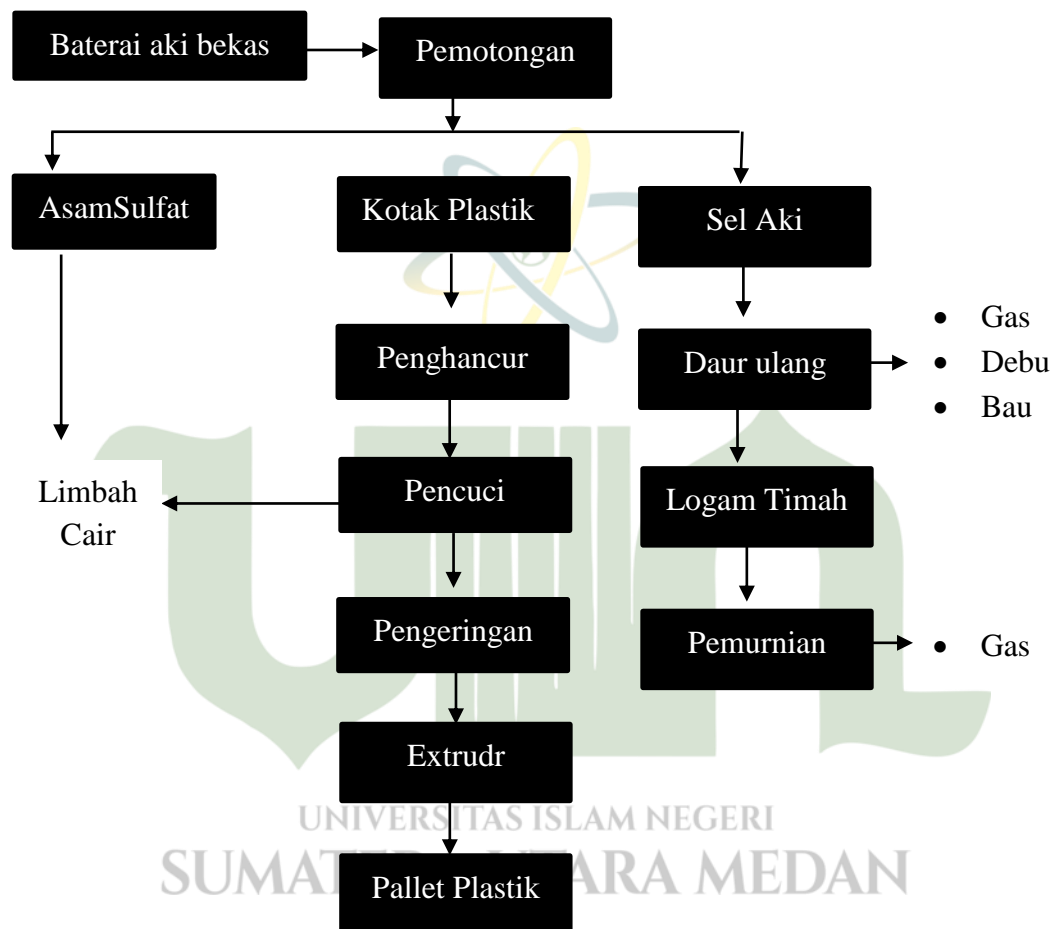 Baterai aki bekas
Pemotongan
AsamSulfat
Kotak Plastik
Sel Aki
Penghancur
Daur ulang
• Gas
• Debu
• Bau
Limbah
Cair
Pencuci
Logam Timah
Pengeringan
Pemurnian
• Gas
Extrudr
Pallet Plastik
UNIVERSITAS ISLAM NEGERI
SUMATERA UTARA MEDAN